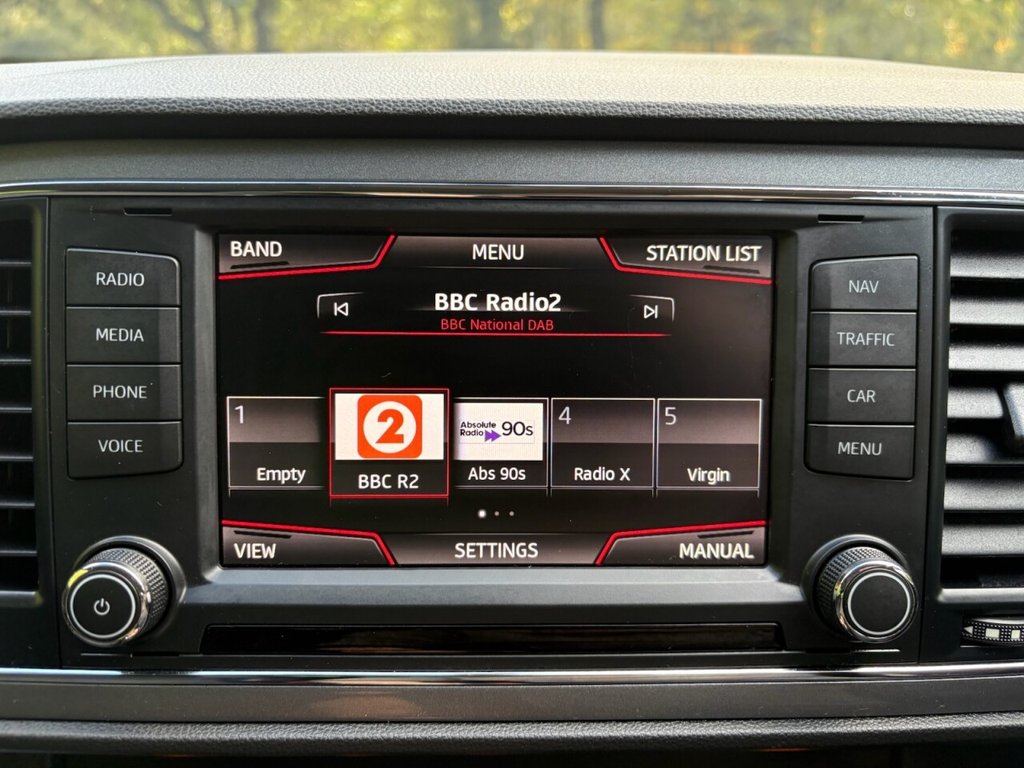 BAND
MENU
STATION LIST
RADIO
MEDIA
PHONE
VOICE
BBC Radio2
BBC National DAB
1
Empty
2
BBC R2
Absolute
Radio 90s
Abs 90s
4
Radio X
5
Virgin
VIEW
SETTINGS
MANUAL
NAV
TRAFFIC
CAR
MENU